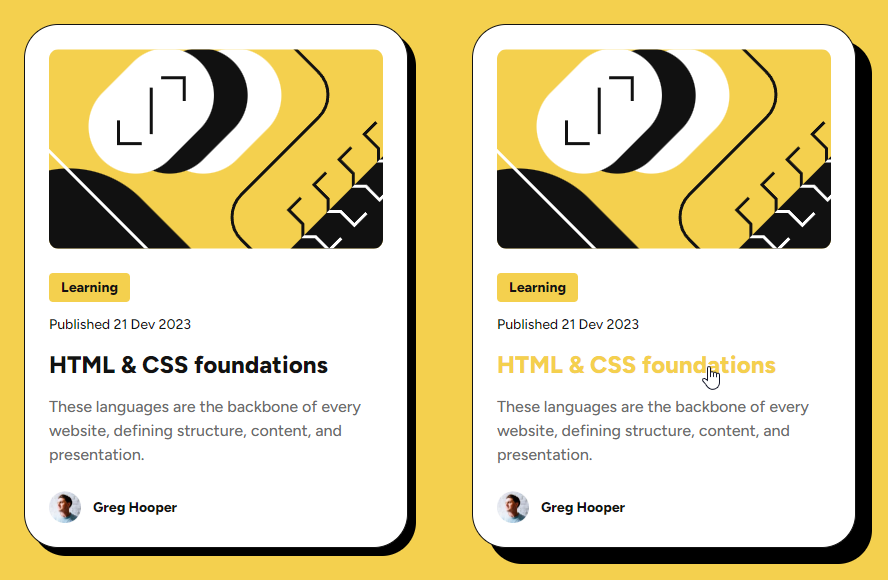 Learning
Published 21 Dev 2023
HTML & CSS foundations
These languages are the backbone of every
website, defining structure, content, and
presentation.
Greg Hooper
Learning
Published 21 Dev 2023
HTML & CSS foundations
These languages are the backbone of every
website, defining structure, content, and
presentation.
Greg Hooper